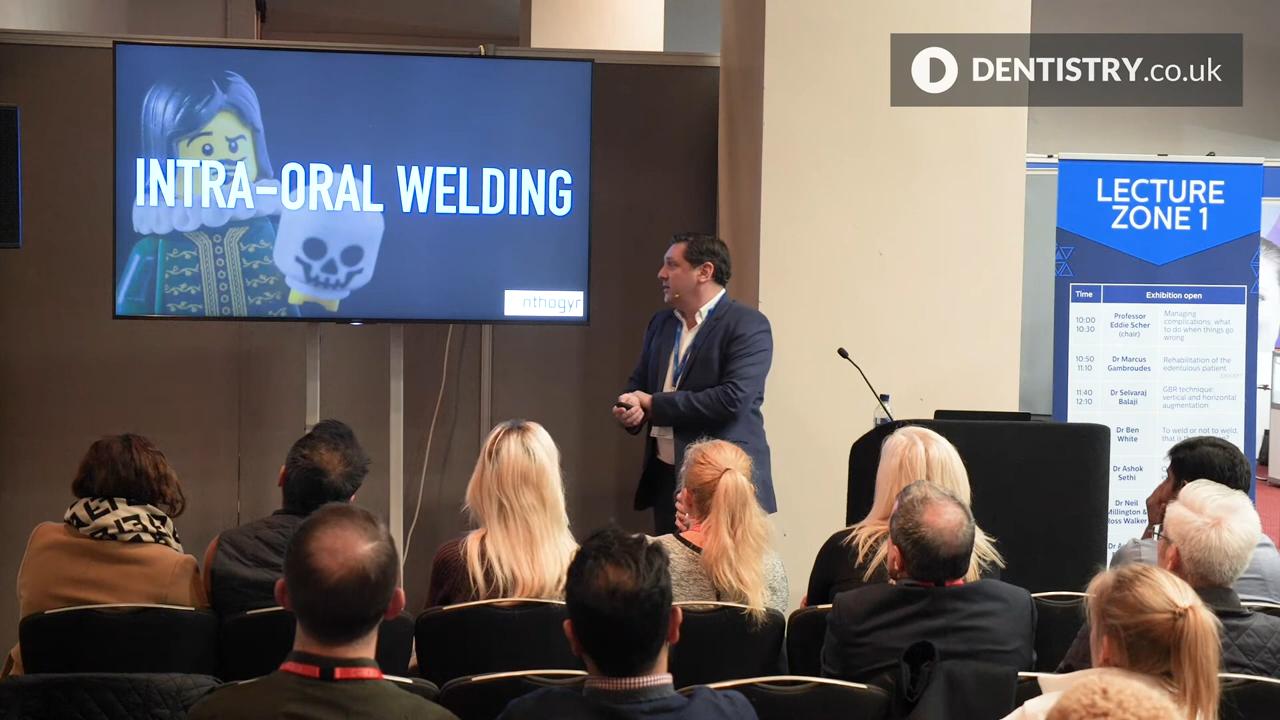 INTRA-ORAL WELDING
nthogyr
D DENTISTRY.co.uk
LECTURE
ZONE 1
Time Exhibition open
10:00
10:30
Professor
Eddie Scher
(chair)
Managing
complications: what
to do when things go
wrong
10:50
11:10
Dr Marcus
Gambroudes
Rehabilitation of the
edentulous patient
11:40
12:10
Dr Selvaraj
Balaji
GBR technique:
vertical and horizontal
augmentation
Dr Ben
White
To weld or not to weld,
that is
Dr Ashok
Sethi
Dr Neil
Millington &
Ross Walker